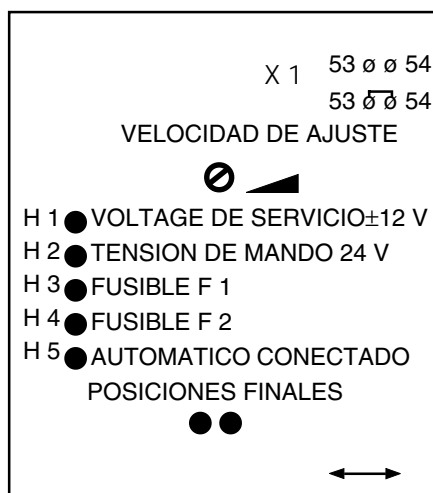 X 1 53 ø ø 54
53 ø ø 54
VELOCIDAD DE AJUSTE
H 1 VOLTAGE DE SERVICIO±12 V
H 2 TENSION DE MANDO 24 V
H 3 FUSIBLE F 1
H 4 FUSIBLE F 2
H 5 AUTOMATICO CONECTADO
POSICIONES FINALES